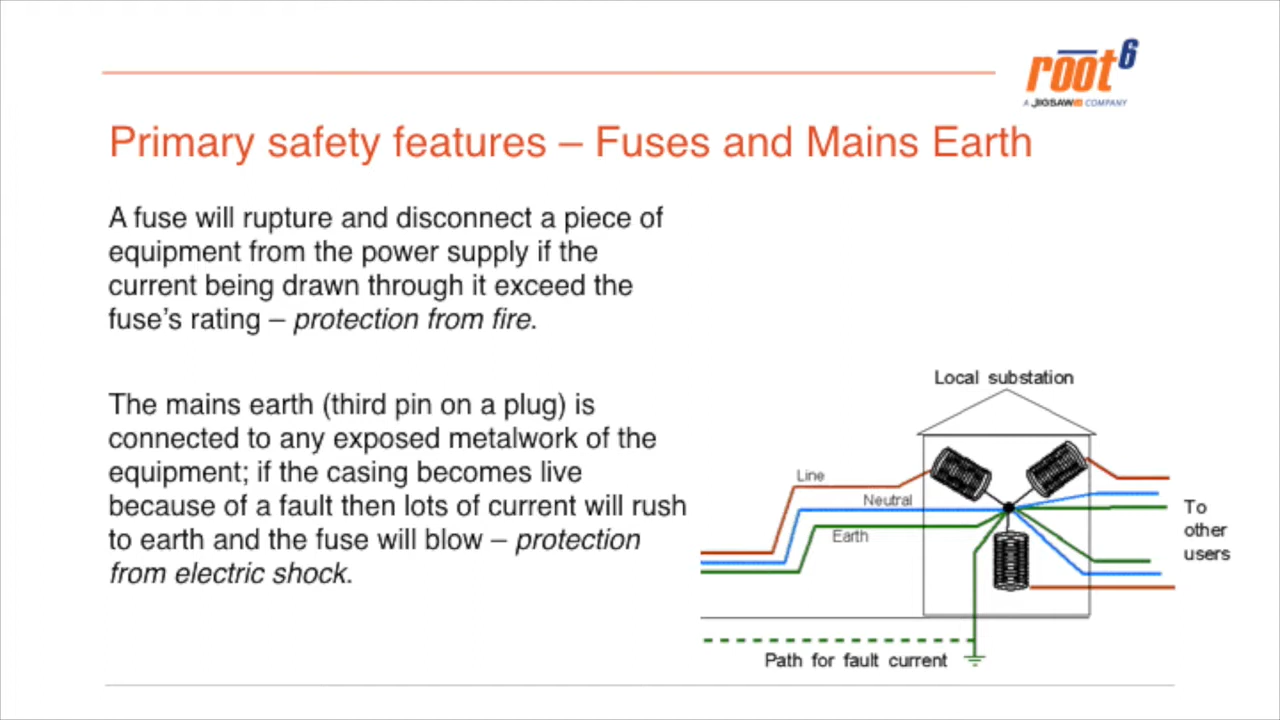 root6
A JIGSAW24 COMPANY
Primary safety features – Fuses and Mains Earth
A fuse will rupture and disconnect a piece of
equipment from the power supply if the
current being drawn through it exceed the
fuse's rating – protection from fire.
The mains earth (third pin on a plug) is
connected to any exposed metalwork of the
equipment; if the casing becomes live
because of a fault then lots of current will rush
to earth and the fuse will blow – protection
from electric shock.
Local substation
Line
Neutral
Earth
To
other
users
Path for fault current